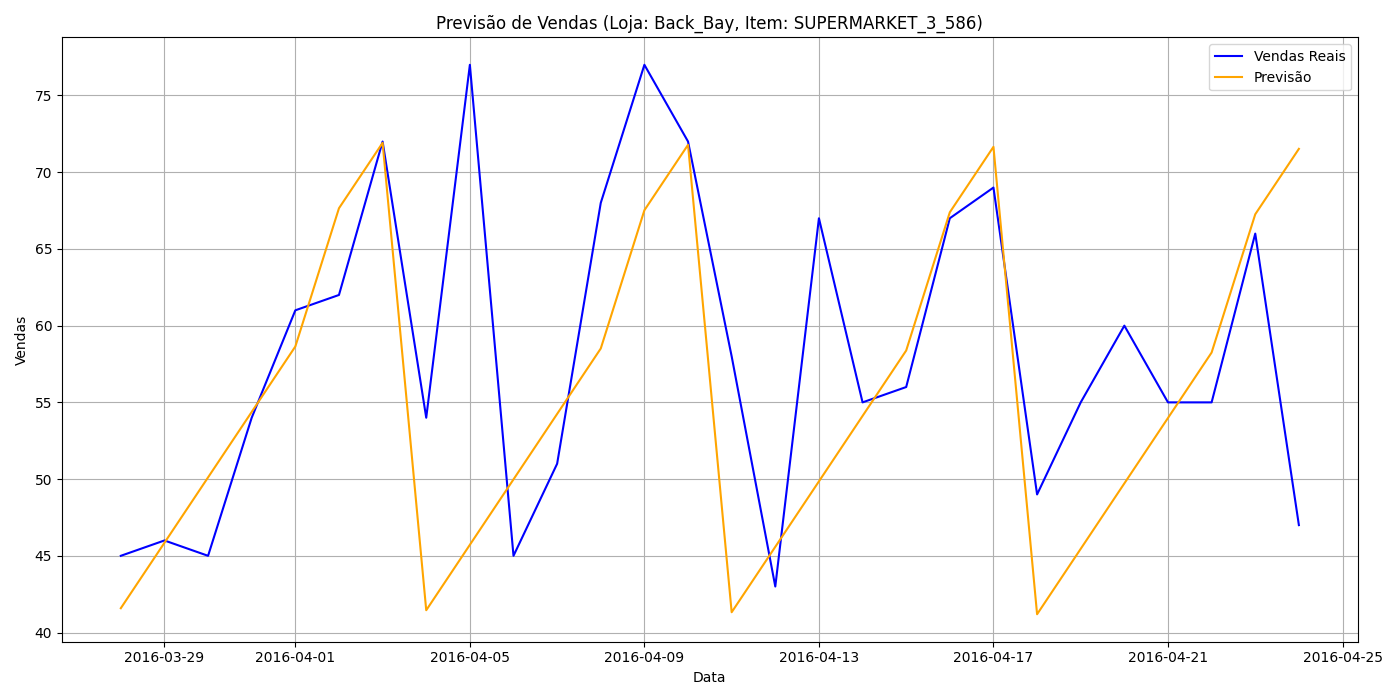 Previsão de Vendas (Loja: Back_Bay, Item: SUPERMARKET_3_586)
Vendas Reais
Previsão
75
70
65
60
55
50
45
40
Vendas
2016-03-29 2016-04-01 2016-04-05 2016-04-09 2016-04-13 2016-04-17 2016-04-21 2016-04-25
Data